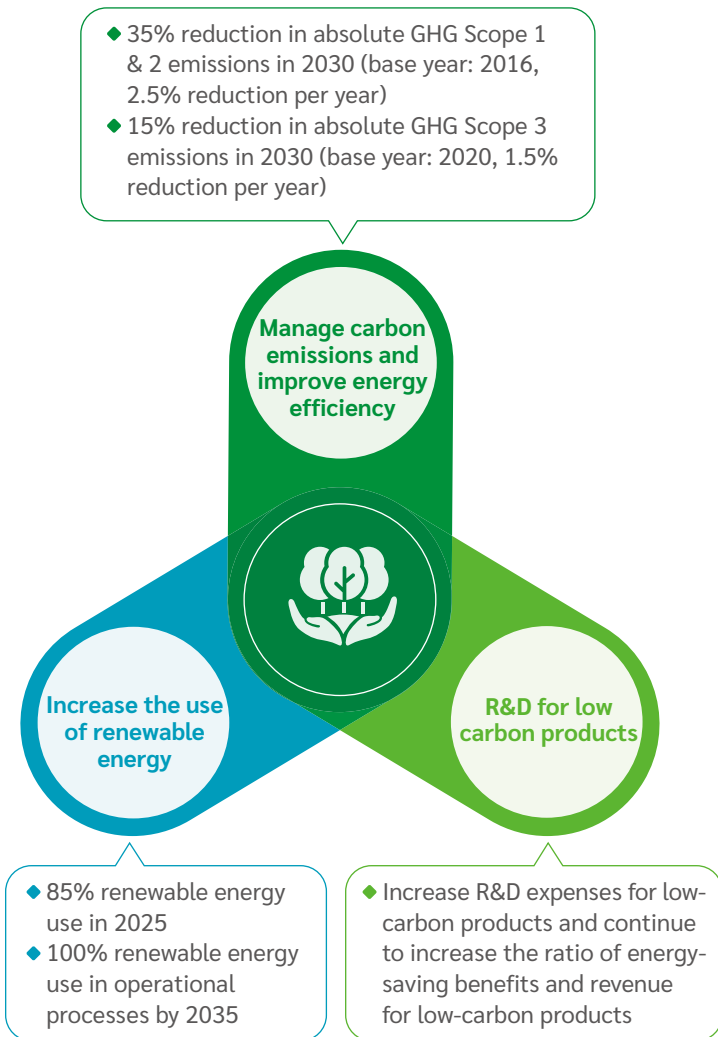 ◆ 35% reduction in absolute GHG Scope 1
& 2 emissions in 2030 (base year: 2016,
2.5% reduction per year)
◆ 15% reduction in absolute GHG Scope 3
emissions in 2030 (base year: 2020, 1.5%
reduction per year)
Manage carbon
emissions and
improve energy
efficiency
Increase the use
of renewable
energy
R&D for low
carbon products
◆ 85% renewable energy
use in 2025
◆ 100% renewable energy
use in operational
processes by 2035
◆ Increase R&D expenses for low-
carbon products and continue
to increase the ratio of energy-
saving benefits and revenue
for low-carbon products